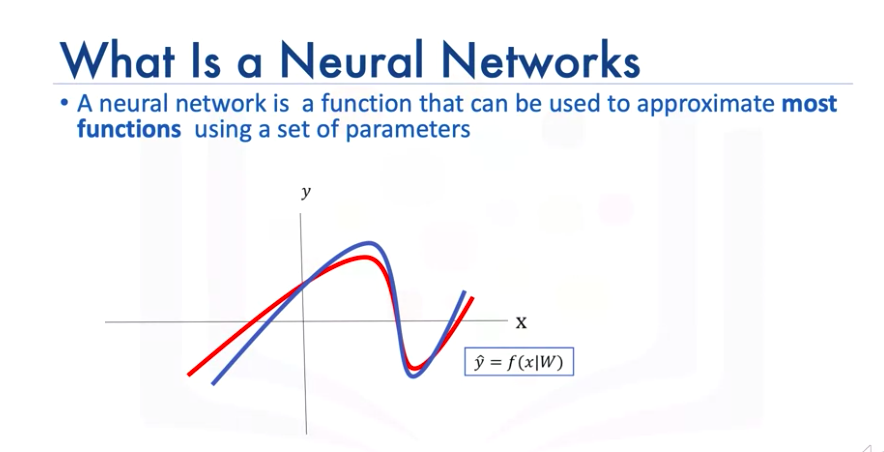 What Is a Neural Networks
• A neural network is a function that can be used to approximate most
functions using a set of parameters
y
x
ŷ = f(x|W)